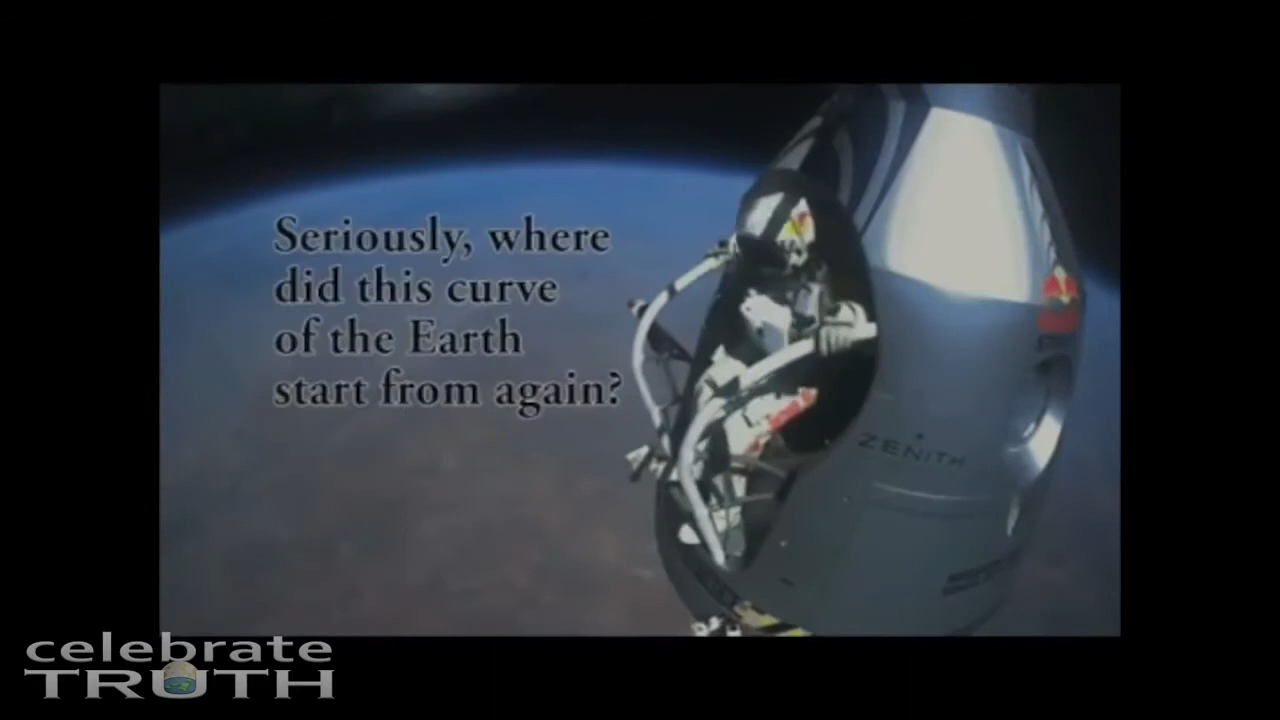 Seriously, where
did this curve
of the Earth
start from again?
ZENITH
celebrate
TRUTH